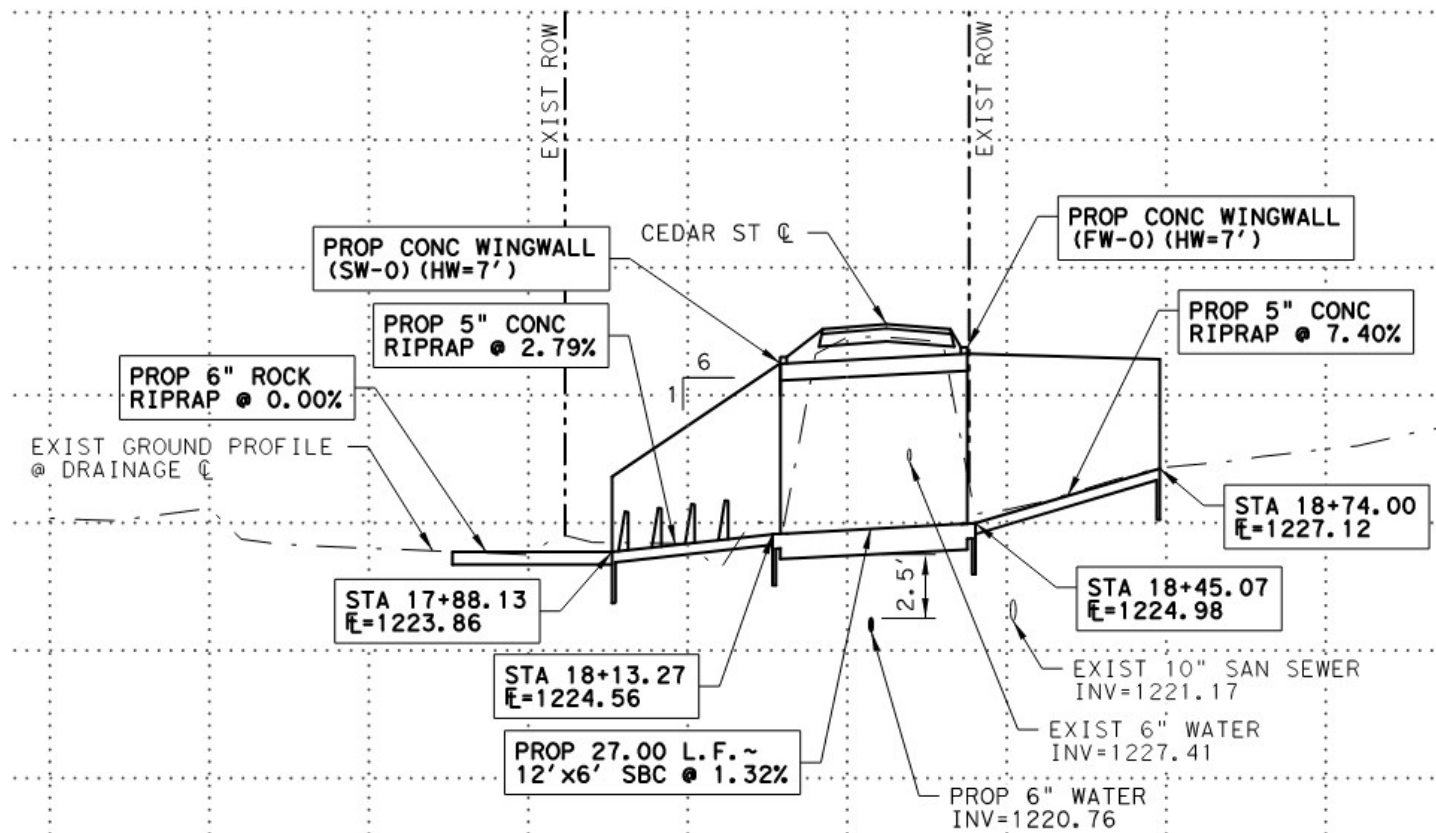 EXIST ROW
EXIST ROW
PROP CONC WINGWALL
(SW-0) (HW=7')
CEDAR ST ℄
PROP CONC WINGWALL
(FW-0) (HW=7')
PROP 5" CONC
RIPRAP @ 2.79%
PROP 5" CONC
RIPRAP @ 7.40%
PROP 6" ROCK
RIPRAP @ 0.00%
6
1
EXIST GROUND PROFILE
@ DRAINAGE ℄
STA 18+74.00
FL=1227.12
2.5'
STA 17+88.13
FL=1223.86
STA 18+45.07
FL=1224.98
STA 18+13.27
FL=1224.56
EXIST 10" SAN SEWER
INV=1221.17
PROP 27.00 L.F.~
12'x6' SBC @ 1.32%
EXIST 6" WATER
INV=1227.41
PROP 6" WATER
INV=1220.76